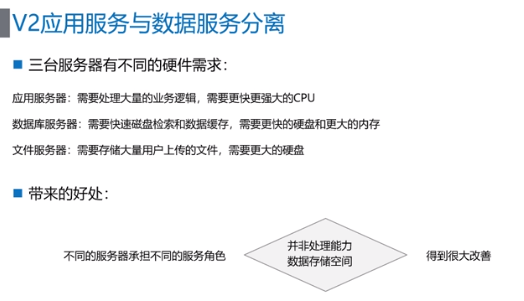 V2应用服务与数据服务分离
三台服务器有不同的硬件需求：
应用服务器：需要处理大量的业务逻辑，需要更快更强大的CPU
数据库服务器：需要快速磁盘检索和数据缓存，需要更快的硬盘和更大的内存
文件服务器：需要存储大量用户上传的文件，需要更大的硬盘
带来的好处：
不同的服务器承担不同的服务角色
并非处理能力
数据存储空间
得到很大改善